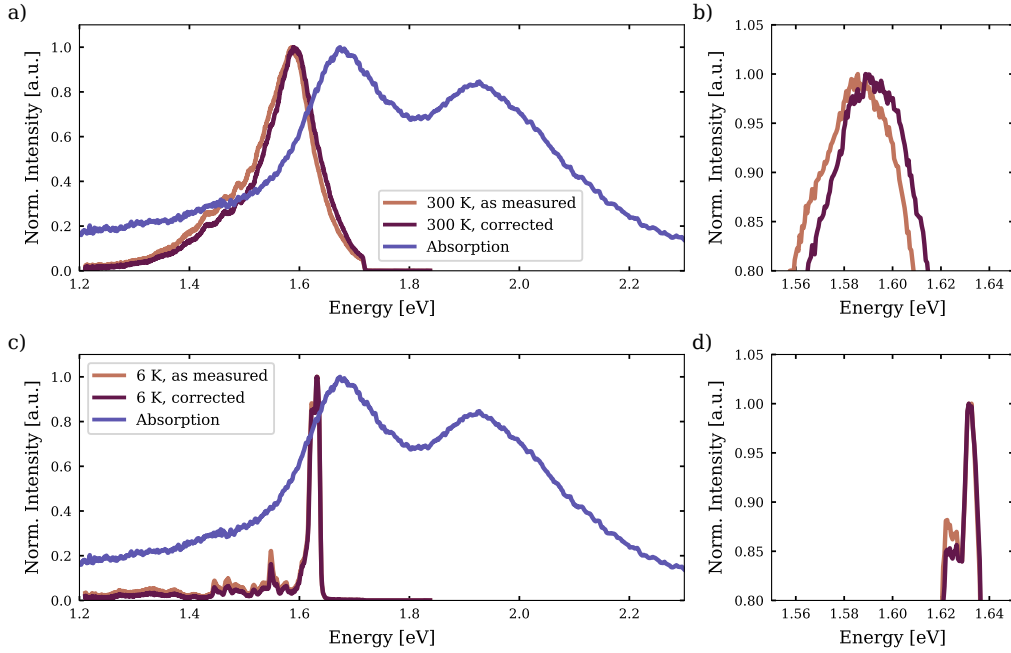 a)
Norm. Intensity [a.u.]
1.0
0.8
0.6
0.4
0.2
0.0
1.2
1.4
1.6
1.8
2.0
2.2
Energy [eV]
300 K, as measured
300 K, corrected
Absorption
b)
Norm. Intensity [a.u.]
1.05
1.00
0.95
0.90
0.85
0.80
1.56
1.58
1.60
1.62
1.64
Energy [eV]
c)
Norm. Intensity [a.u.]
1.0
0.8
0.6
0.4
0.2
0.0
1.2
1.4
1.6
1.8
2.0
2.2
Energy [eV]
6 K, as measured
6 K, corrected
Absorption
d)
Norm. Intensity [a.u.]
1.05
1.00
0.95
0.90
0.85
0.80
1.56
1.58
1.60
1.62
1.64
Energy [eV]